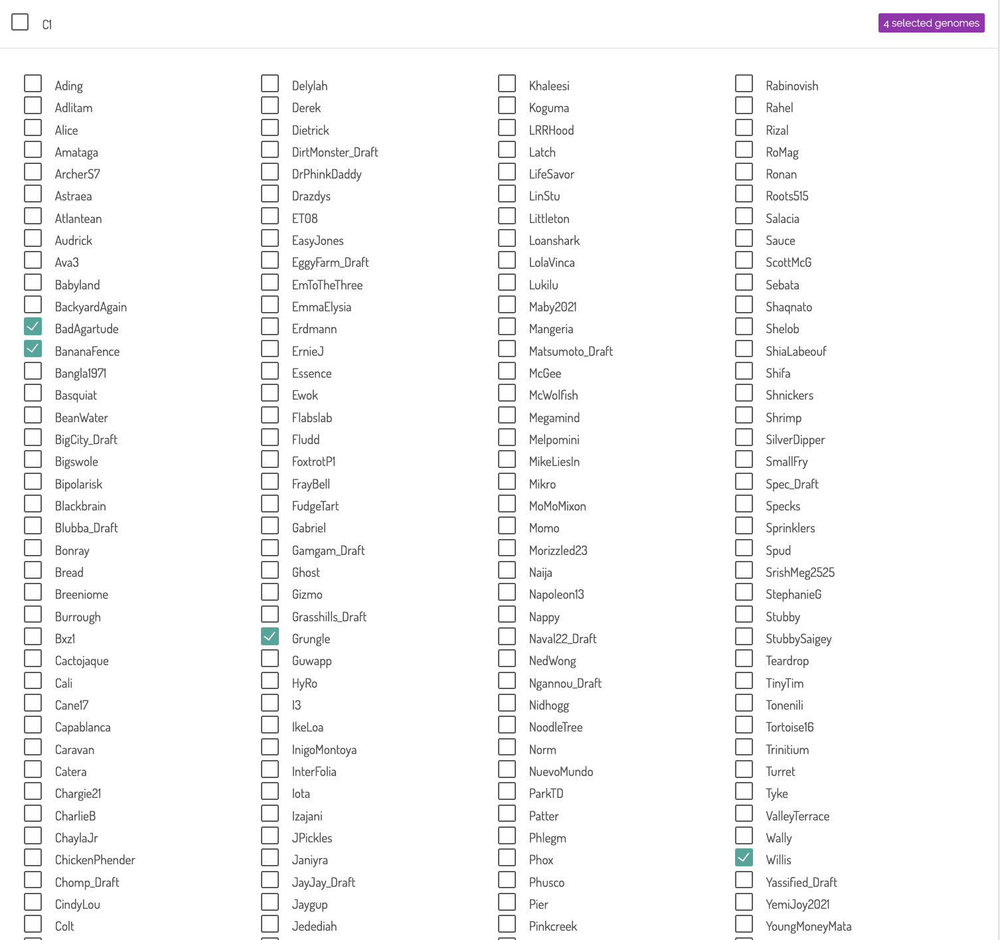 C1
4 selected genomes
Ading
Adlitam
Alice
Amataga
ArcherS7
Astraea
Atlantean
Audrick
Ava3
Babyland
BackyardAgain
BadAgartude
BananaFence
Bangla1971
Basquiat
BeanWater
BigCity_Draft
Bigswole
Bipolarisk
Blackbrain
Blubba_Draft
Bonray
Bread
Breeniome
Burrough
Bxz1
Cactojaque
Cali
Cane17
Capablanca
Caravan
Catera
Chargie21
CharlieB
ChaylaJr
ChickenPhender
Chomp_Draft
CindyLou
Colt
Delylah
Derek
Dietrick
DirtMonster_Draft
DrPhinkDaddy
Drazdys
ET08
EasyJones
EggyFarm_Draft
EmToTheThree
EmmaElysia
Erdmann
ErnieJ
Essence
Ewok
Flabslab
Fludd
FoxtrotP1
FrayBell
FudgeTart
Gabriel
Gamgam_Draft
Ghost
Gizmo
Grasshills_Draft
Grungle
Guwapp
HyRo
I3
IkeLoa
InigoMontoya
InterFolia
Iota
Izajani
JPickles
Janiyra
JayJay_Draft
Jaygup
Jedediah
Khaleesi
Koguma
LRRHood
Latch
LifeSavor
LinStu
Littleton
Loanshark
LolaVinca
Lukilu
Maby2021
Mangeria
Matsumoto_Draft
McGee
McWolfish
Megamind
Melpomini
MikeLiesIn
Mikro
MoMoMixon
Momo
Morizzled23
Naija
Napoleon13
Nappy
Naval22_Draft
NedWong
Ngannou_Draft
Nidhogg
NoodleTree
Norm
NuevoMundo
ParkTD
Patter
Phlegm
Phox
Phusco
Pier
Pinkcreek
Rabinovish
Rahel
Rizal
RoMag
Ronan
Roots515
Salacia
Sauce
ScottMcG
Sebata
Shaqnato
Shelob
ShiaLabeouf
Shifa
Shnickers
Shrimp
SilverDipper
SmallFry
Spec_Draft
Specks
Sprinklers
Spud
SrishMeg2525
StephanieG
Stubby
StubbySaigey
Teardrop
TinyTim
Tonenili
Tortoise16
Trinitium
Turret
Tyke
ValleyTerrace
Wally
Willis
Yassified_Draft
YemiJoy2021
YoungMoneyMata